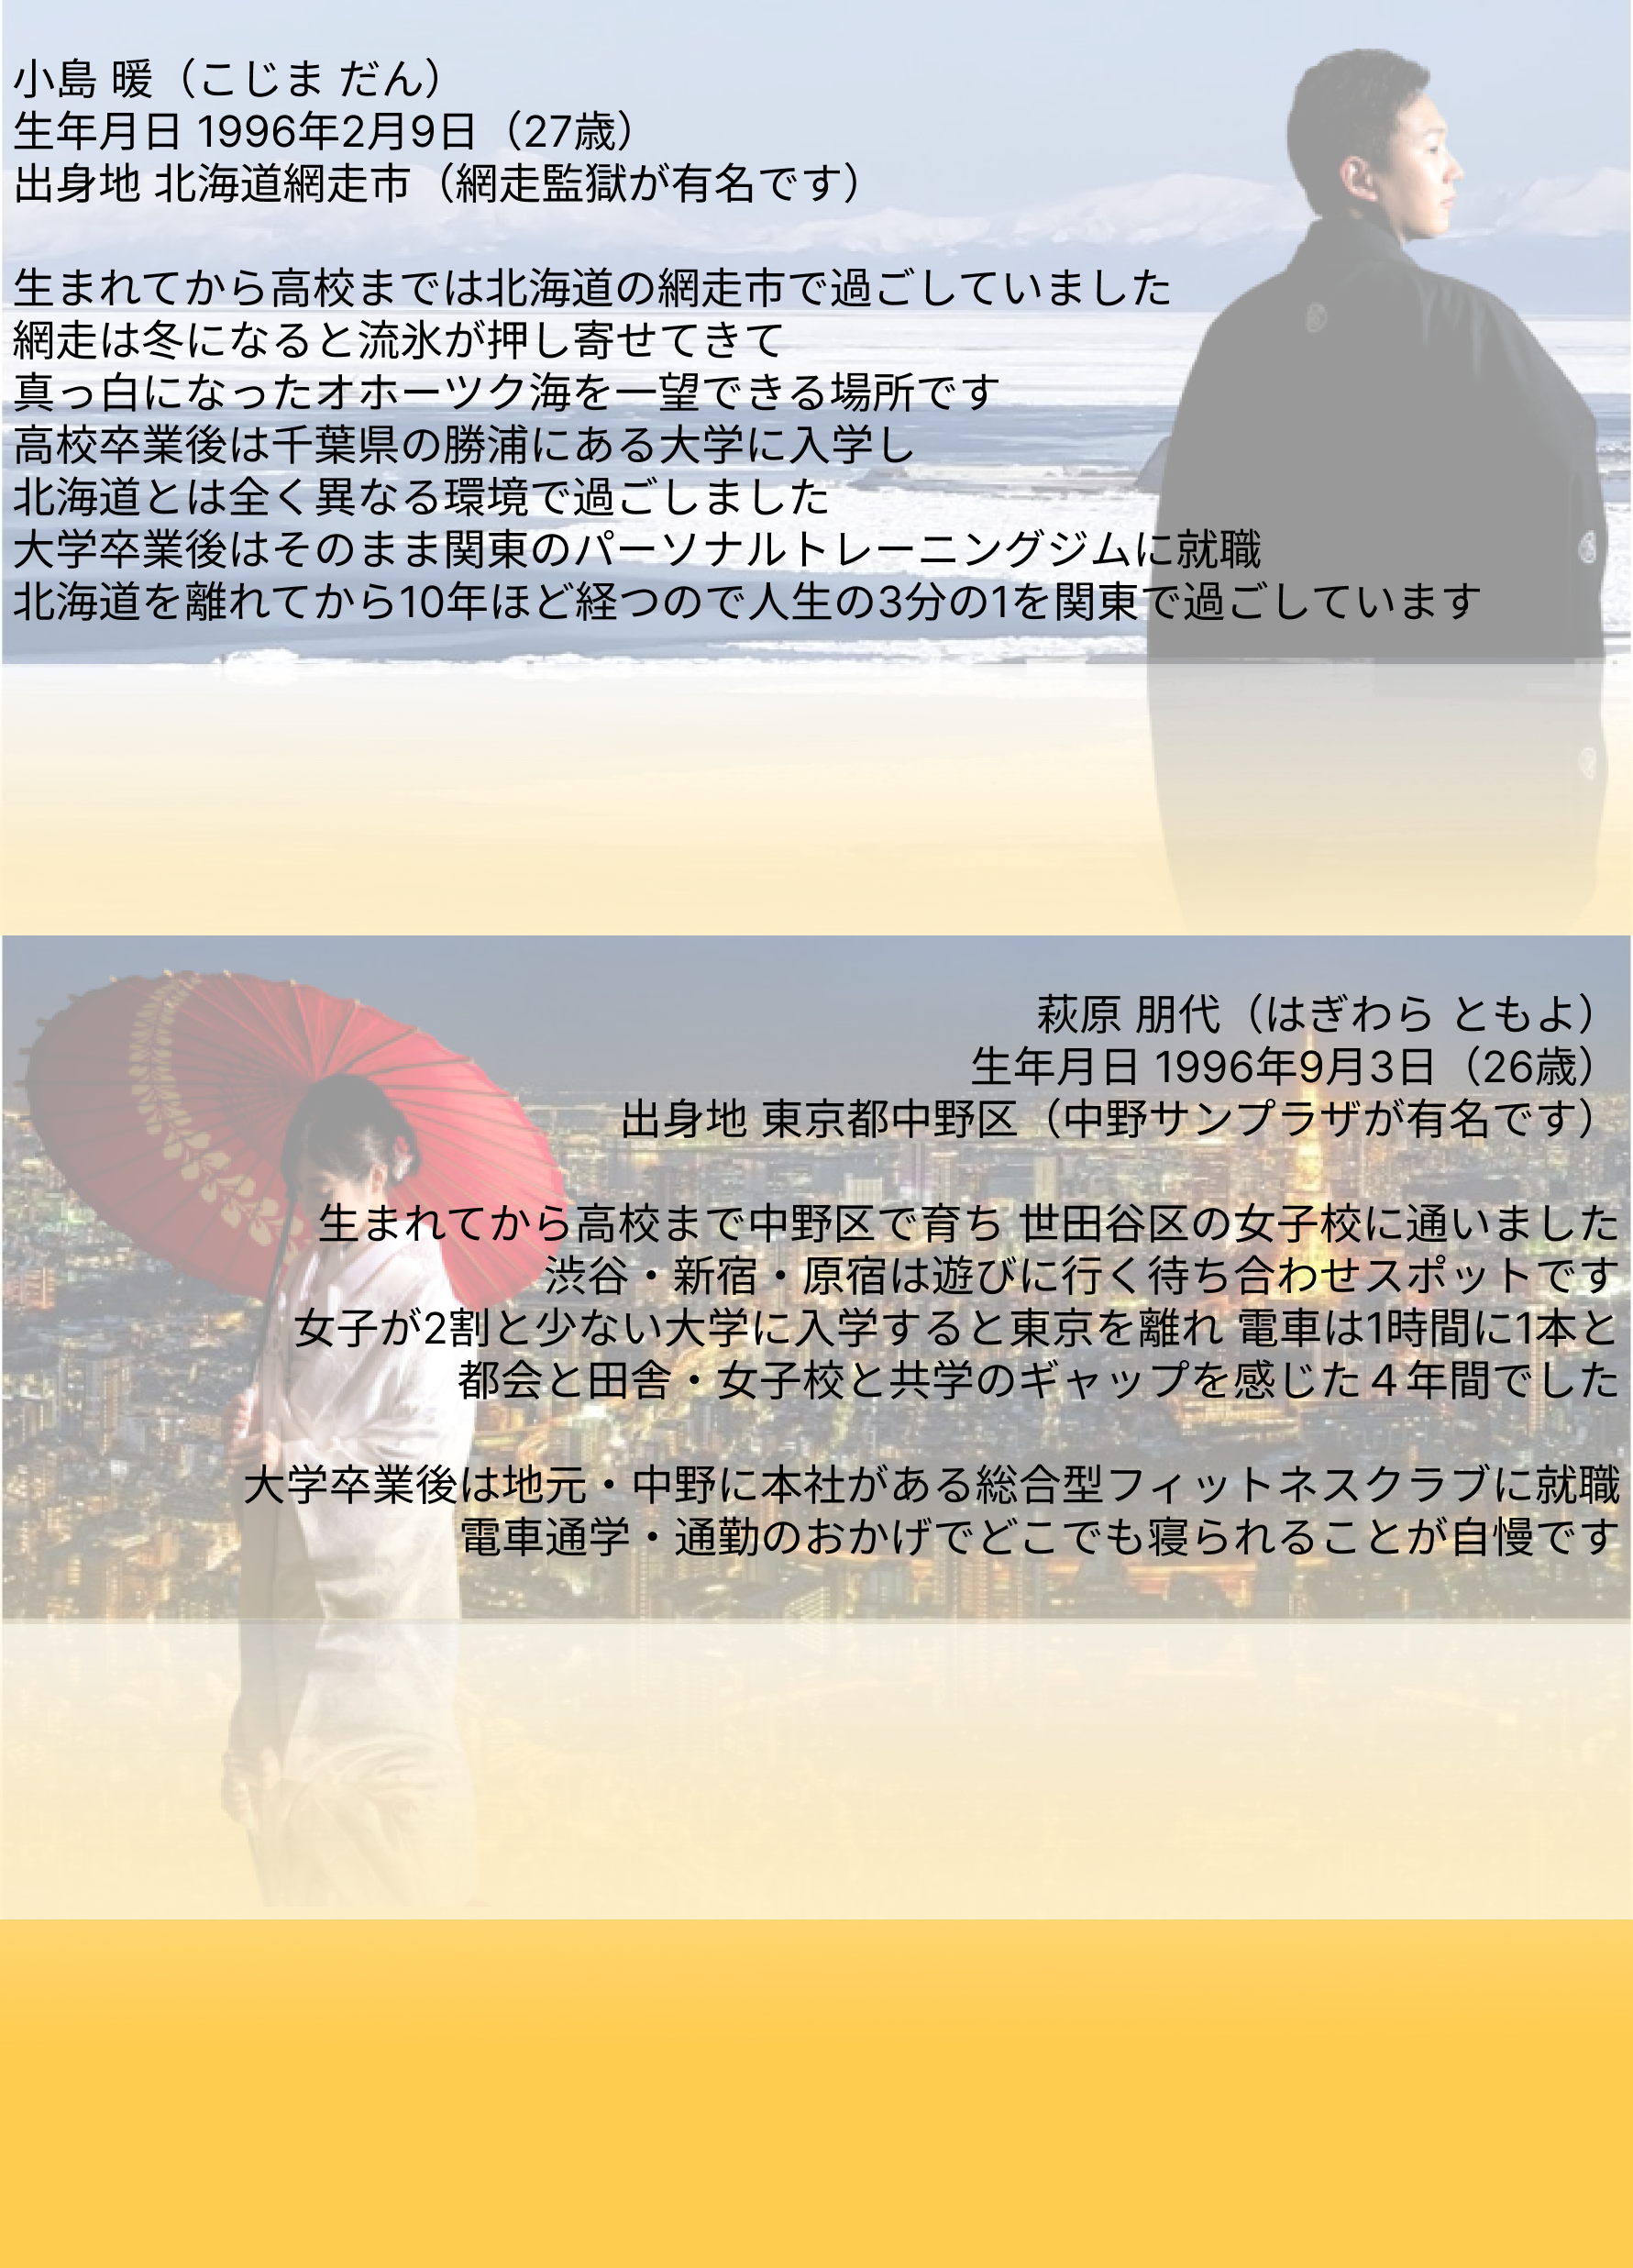 小島 暖（こじま だん）
生年月日 1996年2月9日（27歳）
出身地 北海道網走市（網走監獄が有名です）
生まれてから高校までは北海道の網走市で過ごしていました
網走は冬になると流氷が押し寄せてきて
真っ白になったオホーツク海を一望できる場所です
高校卒業後は千葉県の勝浦にある大学に入学し
北海道とは全く異なる環境で過ごしました
大学卒業後はそのまま関東のパーソナルトレーニングジムに就職
北海道を離れてから10年ほど経つので人生の3分の1を関東で過ごしています
萩原 朋代（はぎわら ともよ）
生年月日 1996年9月3日（26歳）
出身地 東京都中野区（中野サンプラザが有名です）
生まれてから高校まで中野区で育ち 世田谷区の女子校に通いました
渋谷・新宿・原宿は遊びに行く待ち合わせスポットです
女子が2割と少ない大学に入学すると東京を離れ 電車は1時間に1本と
都会と田舎・女子校と共学のギャップを感じた４年間でした
大学卒業後は地元・中野に本社がある総合型フィットネスクラブに就職
電車通学・通勤のおかげでどこでも寝られることが自慢です